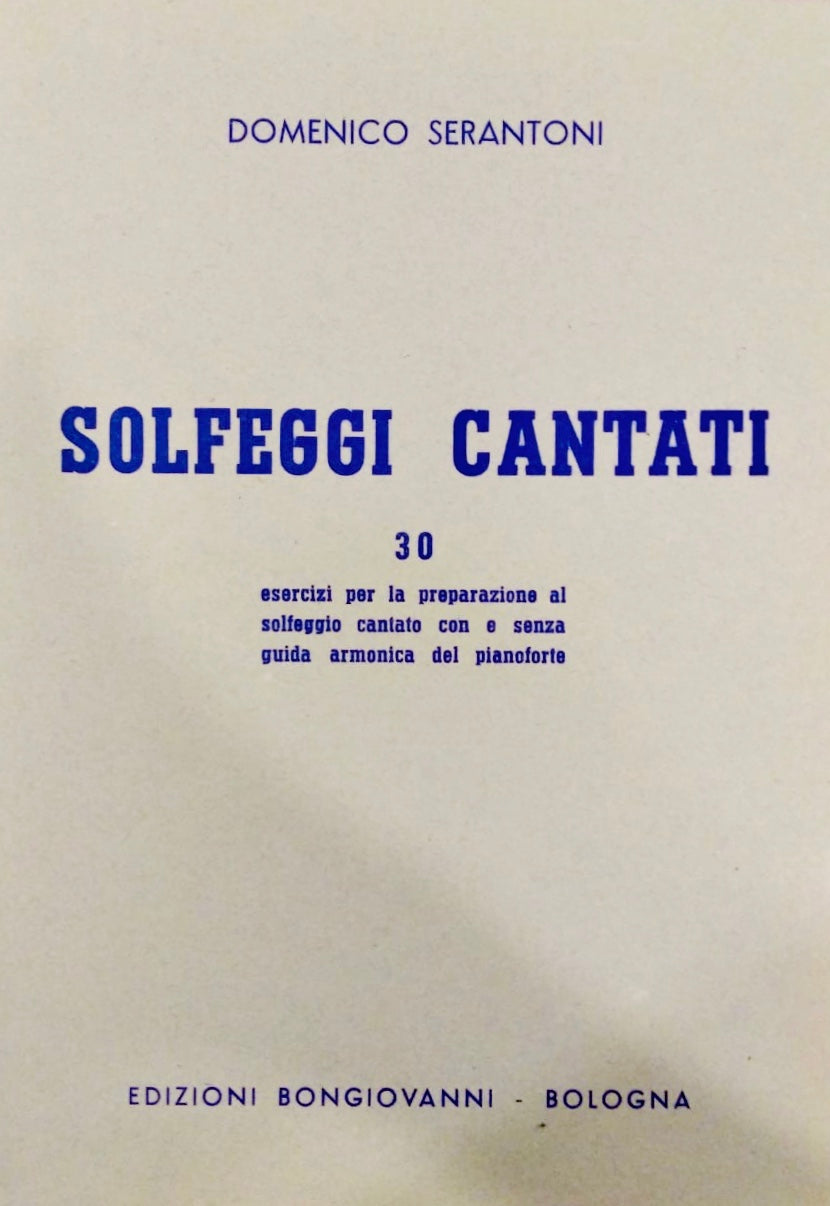 DOMENICO SERANTONI
SOLFEGGI CANTATI
30
esercizi per la preparazione al
solfeggio cantato con e senza
guida armonica del pianoforte
EDIZIONI BONGIOVANNI - BOLOGNA